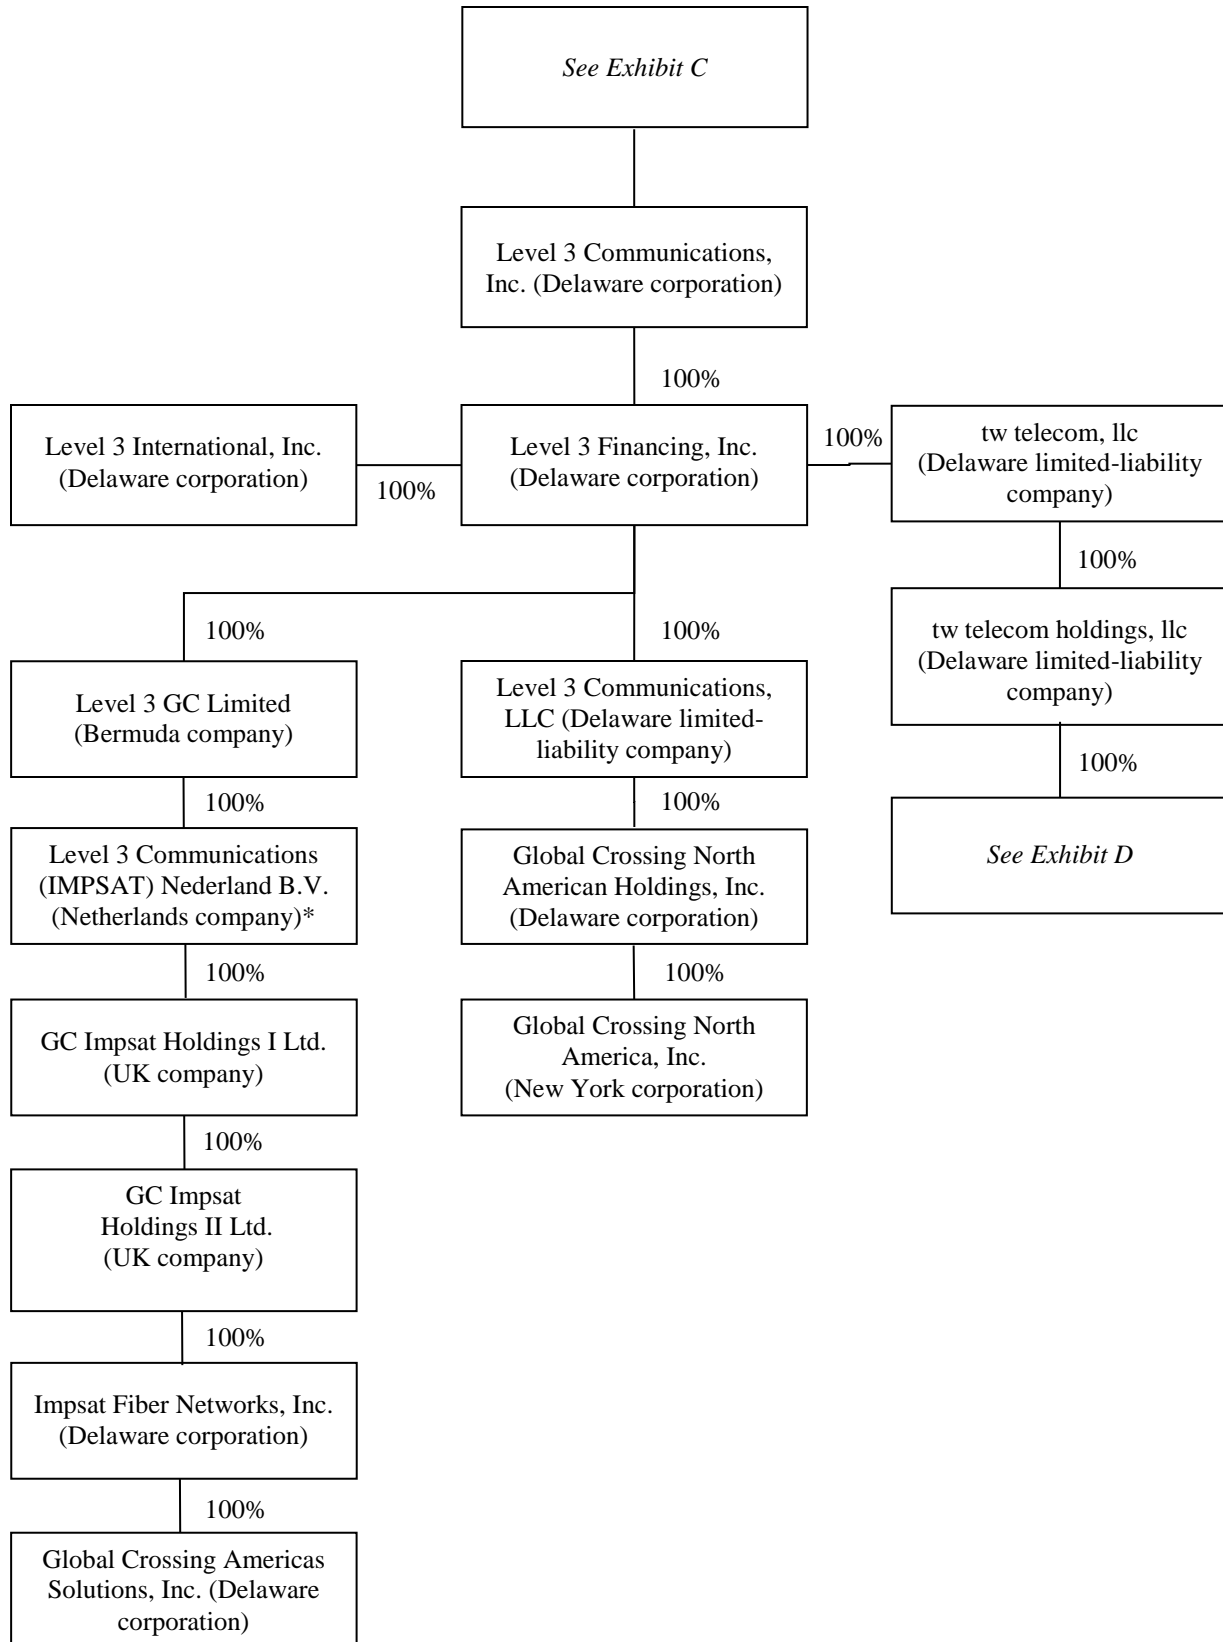 See Exhibit C
Level 3 Communications,
Inc. (Delaware corporation)
100%
Level 3 International, Inc.
(Delaware corporation)
100%
Level 3 Financing, Inc.
(Delaware corporation)
100%
tw telecom, llc
(Delaware limited-liability
company)
100%
tw telecom holdings, llc
(Delaware limited-liability
company)
100%
See Exhibit D
100%
Level 3 GC Limited
(Bermuda company)
100%
Level 3 Communications
(IMPSAT) Nederland B.V.
(Netherlands company)*
100%
GC Impsat Holdings I Ltd.
(UK company)
100%
GC Impsat
Holdings II Ltd.
(UK company)
100%
Impsat Fiber Networks, Inc.
(Delaware corporation)
100%
Global Crossing Americas
Solutions, Inc. (Delaware
corporation)
100%
Level 3 Communications,
LLC (Delaware limited-
liability company)
100%
Global Crossing North
American Holdings, Inc.
(Delaware corporation)
100%
Global Crossing North
America, Inc.
(New York corporation)